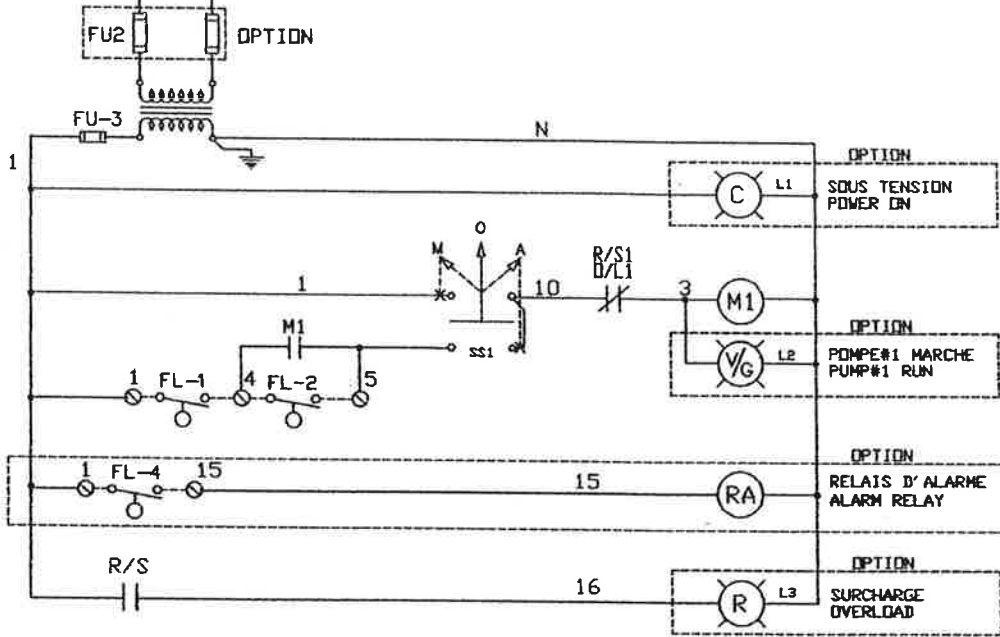 FU2
OPTION
FU-3
N
1
OPTION
C
L1
SOUS TENSION
POWER ON
M
O
A
R/S1
O/L1
1
10
3
M1
OPTION
M1
SS1
V/G
L2
POMPE#1 MARCHE
PUMP#1 RUN
1
FL-1
4
FL-2
5
OPTION
1
FL-4
15
15
RA
RELAIS D'ALARME
ALARM RELAY
OPTION
R/S
16
R
L3
SURCHARGE
OVERLOAD